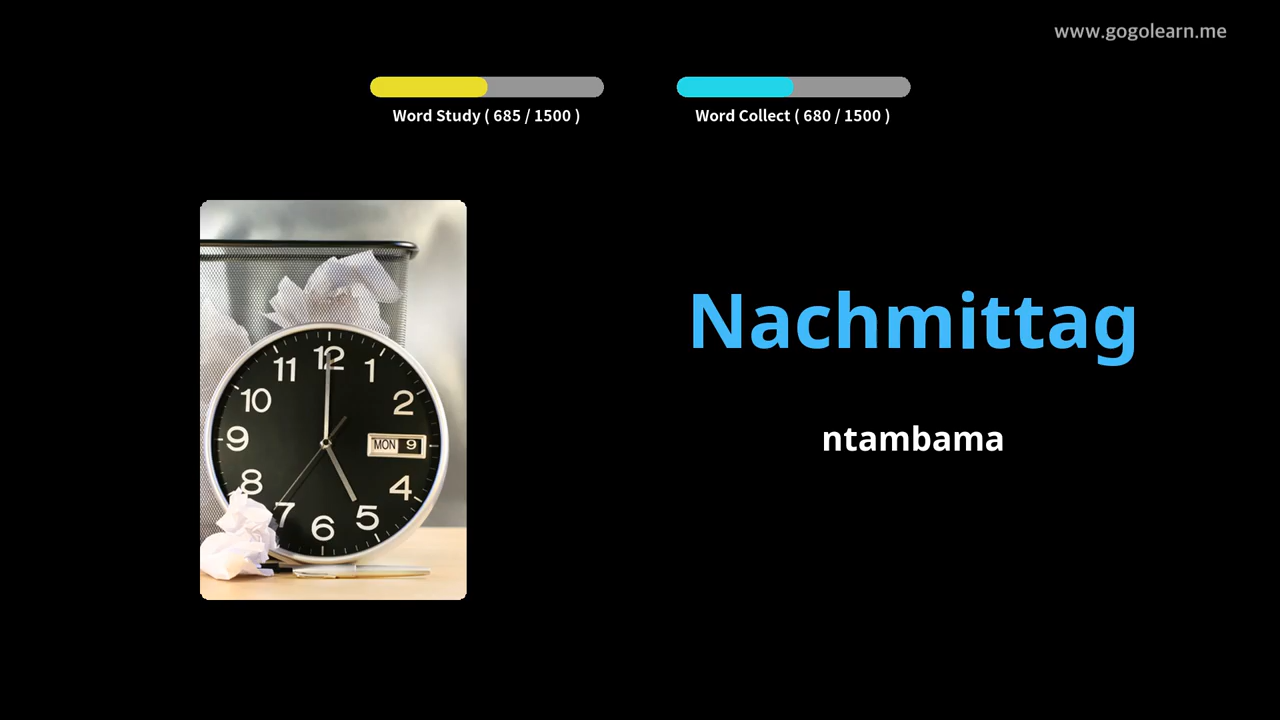 www.gogolearn.me
Word Study ( 685 / 1500 )
Word Collect ( 680 / 1500 )
Nachmittag
ntambama
12
11
1
10
2
9
MON 9
8
4
7
5
6